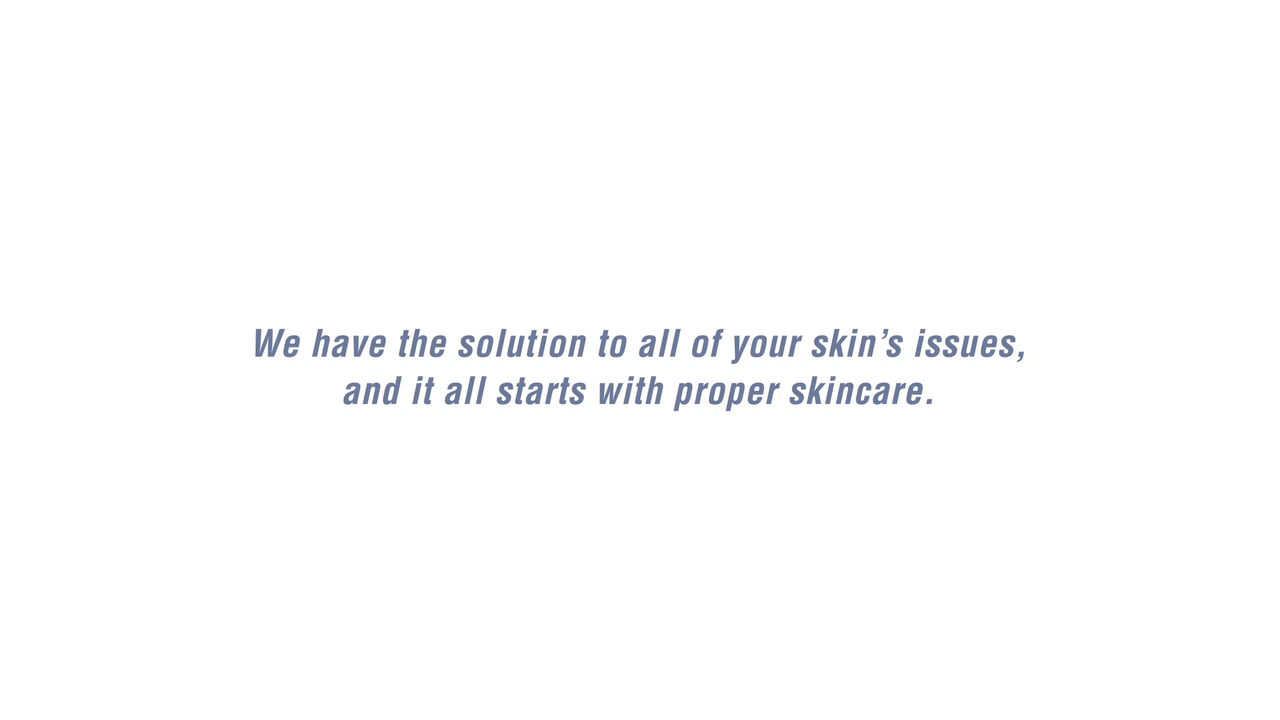 We have the solution to all of your skin’s issues,
and it all starts with proper skincare.